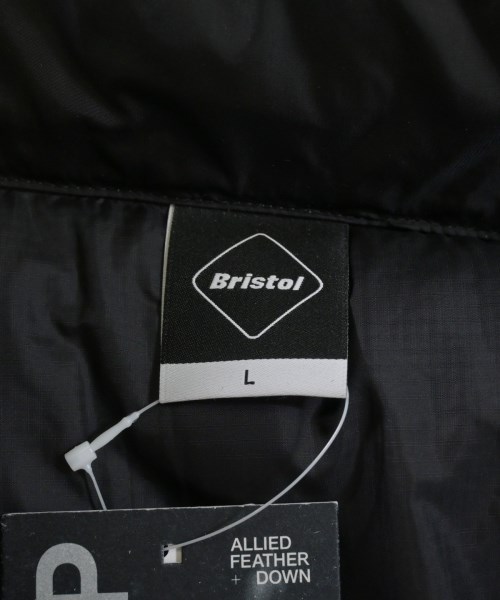 Bristol
L
ALLIED
FEATHER
+ DOWN
P